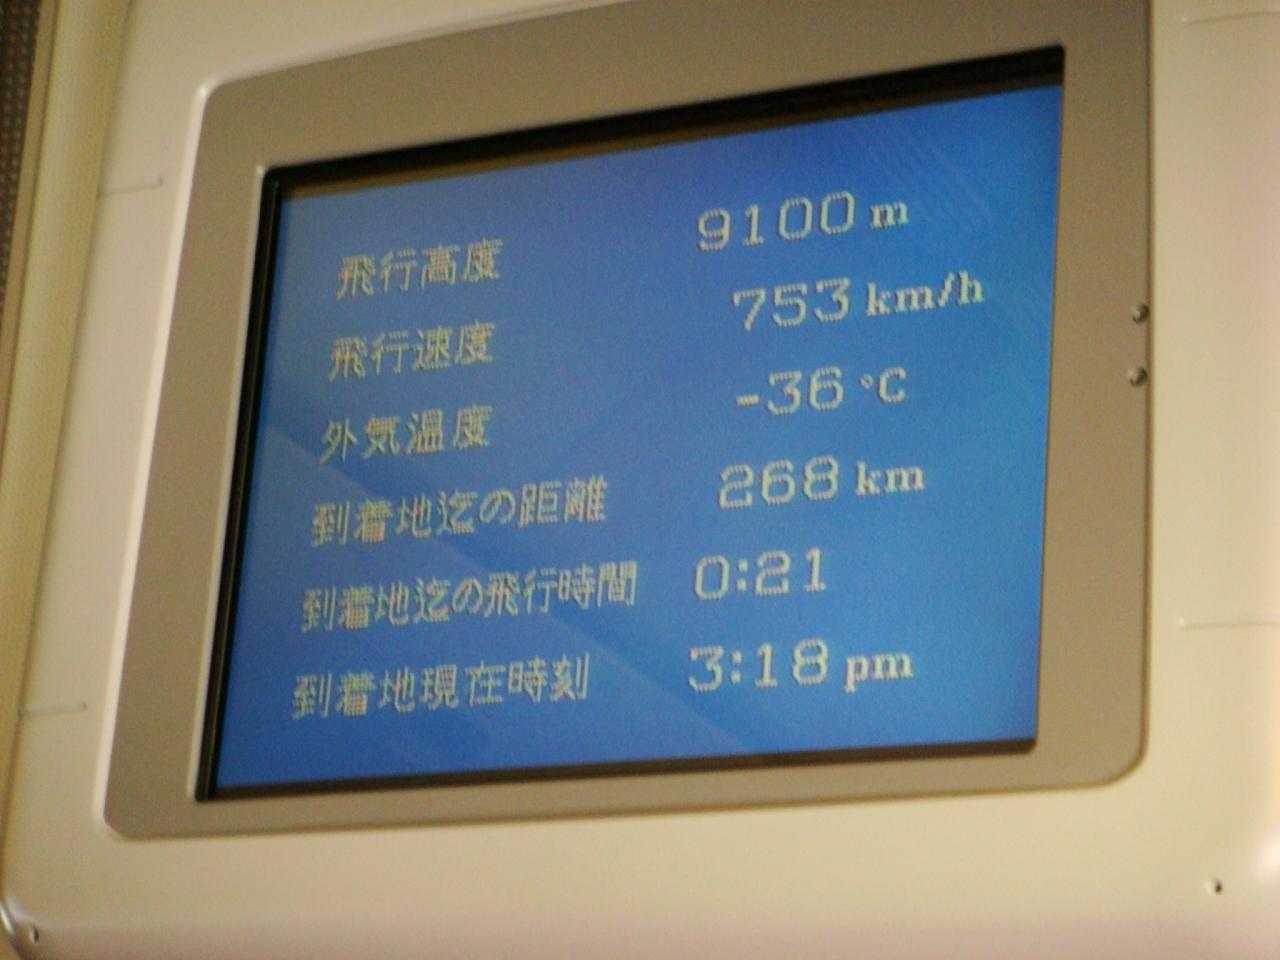 飛行高度 9100 m
飛行速度 753 km/h
外気温度 -36 °C
到着地迄の距離 268 km
到着地迄の飛行時間 0:21
到着地現在時刻 3:18 pm